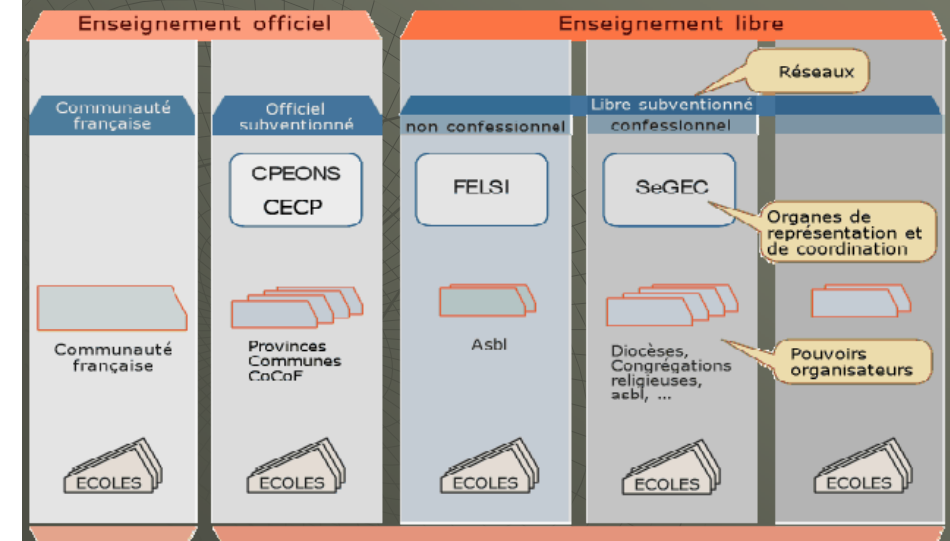 Enseignement officiel
Enseignement libre
Réseaux
Communauté
française
Officiel
subventionné
Libre subventionné
non confessionnel
confessionnel
CPEONS
CECP
FELSI
SeGEC
Organes de
représentation et
de coordination
Communauté
française
Provinces
Communes
CoCoF
Asbl
Diocèses,
Congrégations
religieuses,
asbl, ...
Pouvoirs
organisateurs
ECOLES
ECOLES
ECOLES
ECOLES
ECOLES